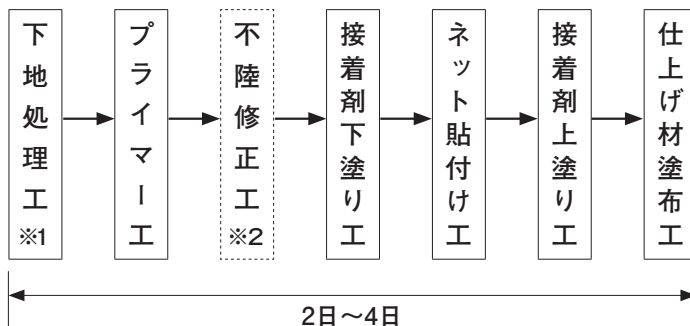 下地処理工※1
プライマー工
不陸修正工※2
接着剤下塗り工
ネット貼付け工
接着剤上塗り工
仕上げ材塗布工
2日～4日